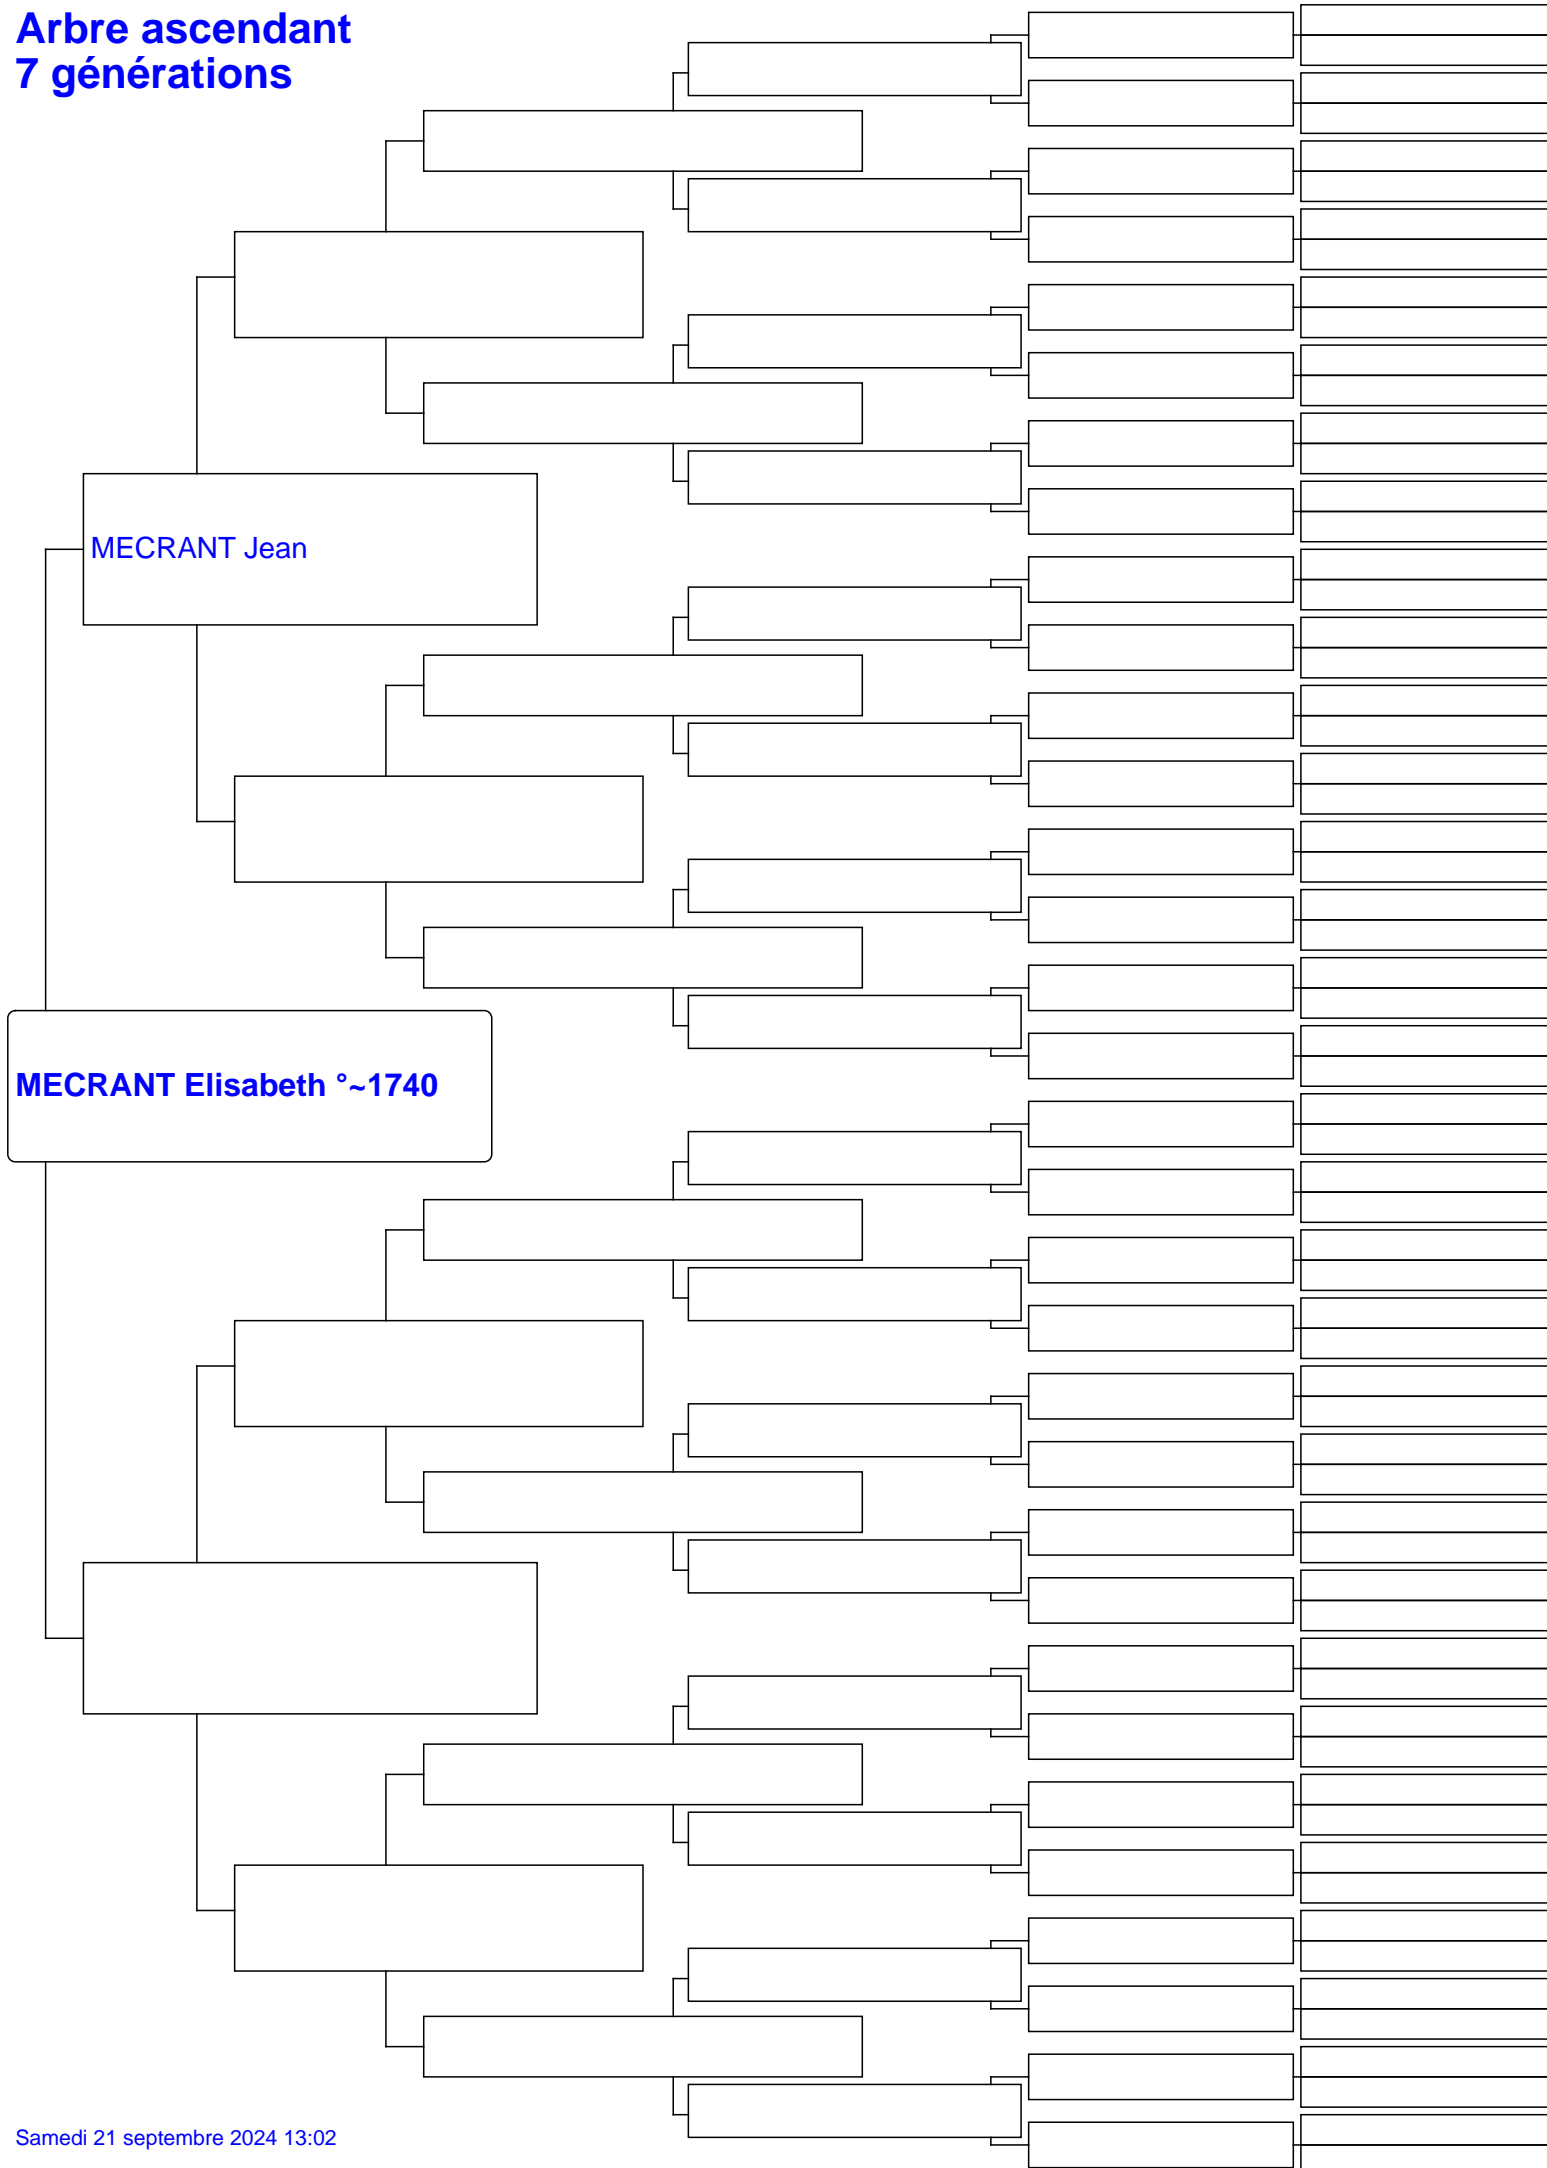 Arbre ascendant
7 générations
MECRANT Jean
MECRANT Elisabeth °~1740
Samedi 21 septembre 2024 13:02